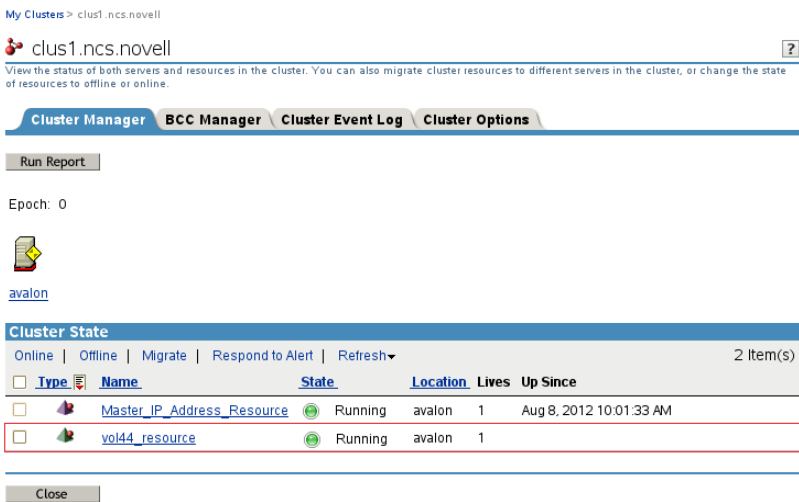 My Clusters > clus1.ncs.novell
clus1.ncs.novell
?
View the status of both servers and resources in the cluster. You can also migrate cluster resources to different servers in the cluster, or change the state
of resources to offline or online.
Cluster Manager BCC Manager Cluster Event Log Cluster Options
Run Report
Epoch: 0
avalon
Cluster State
Online | Offline | Migrate | Respond to Alert | Refresh 2 Item(s)
Type Name State Location Lives Up Since
Master_IP_Address_Resource Running avalon 1 Aug 8, 2012 10:01:33 AM
vol44_resource Running avalon 1
Close